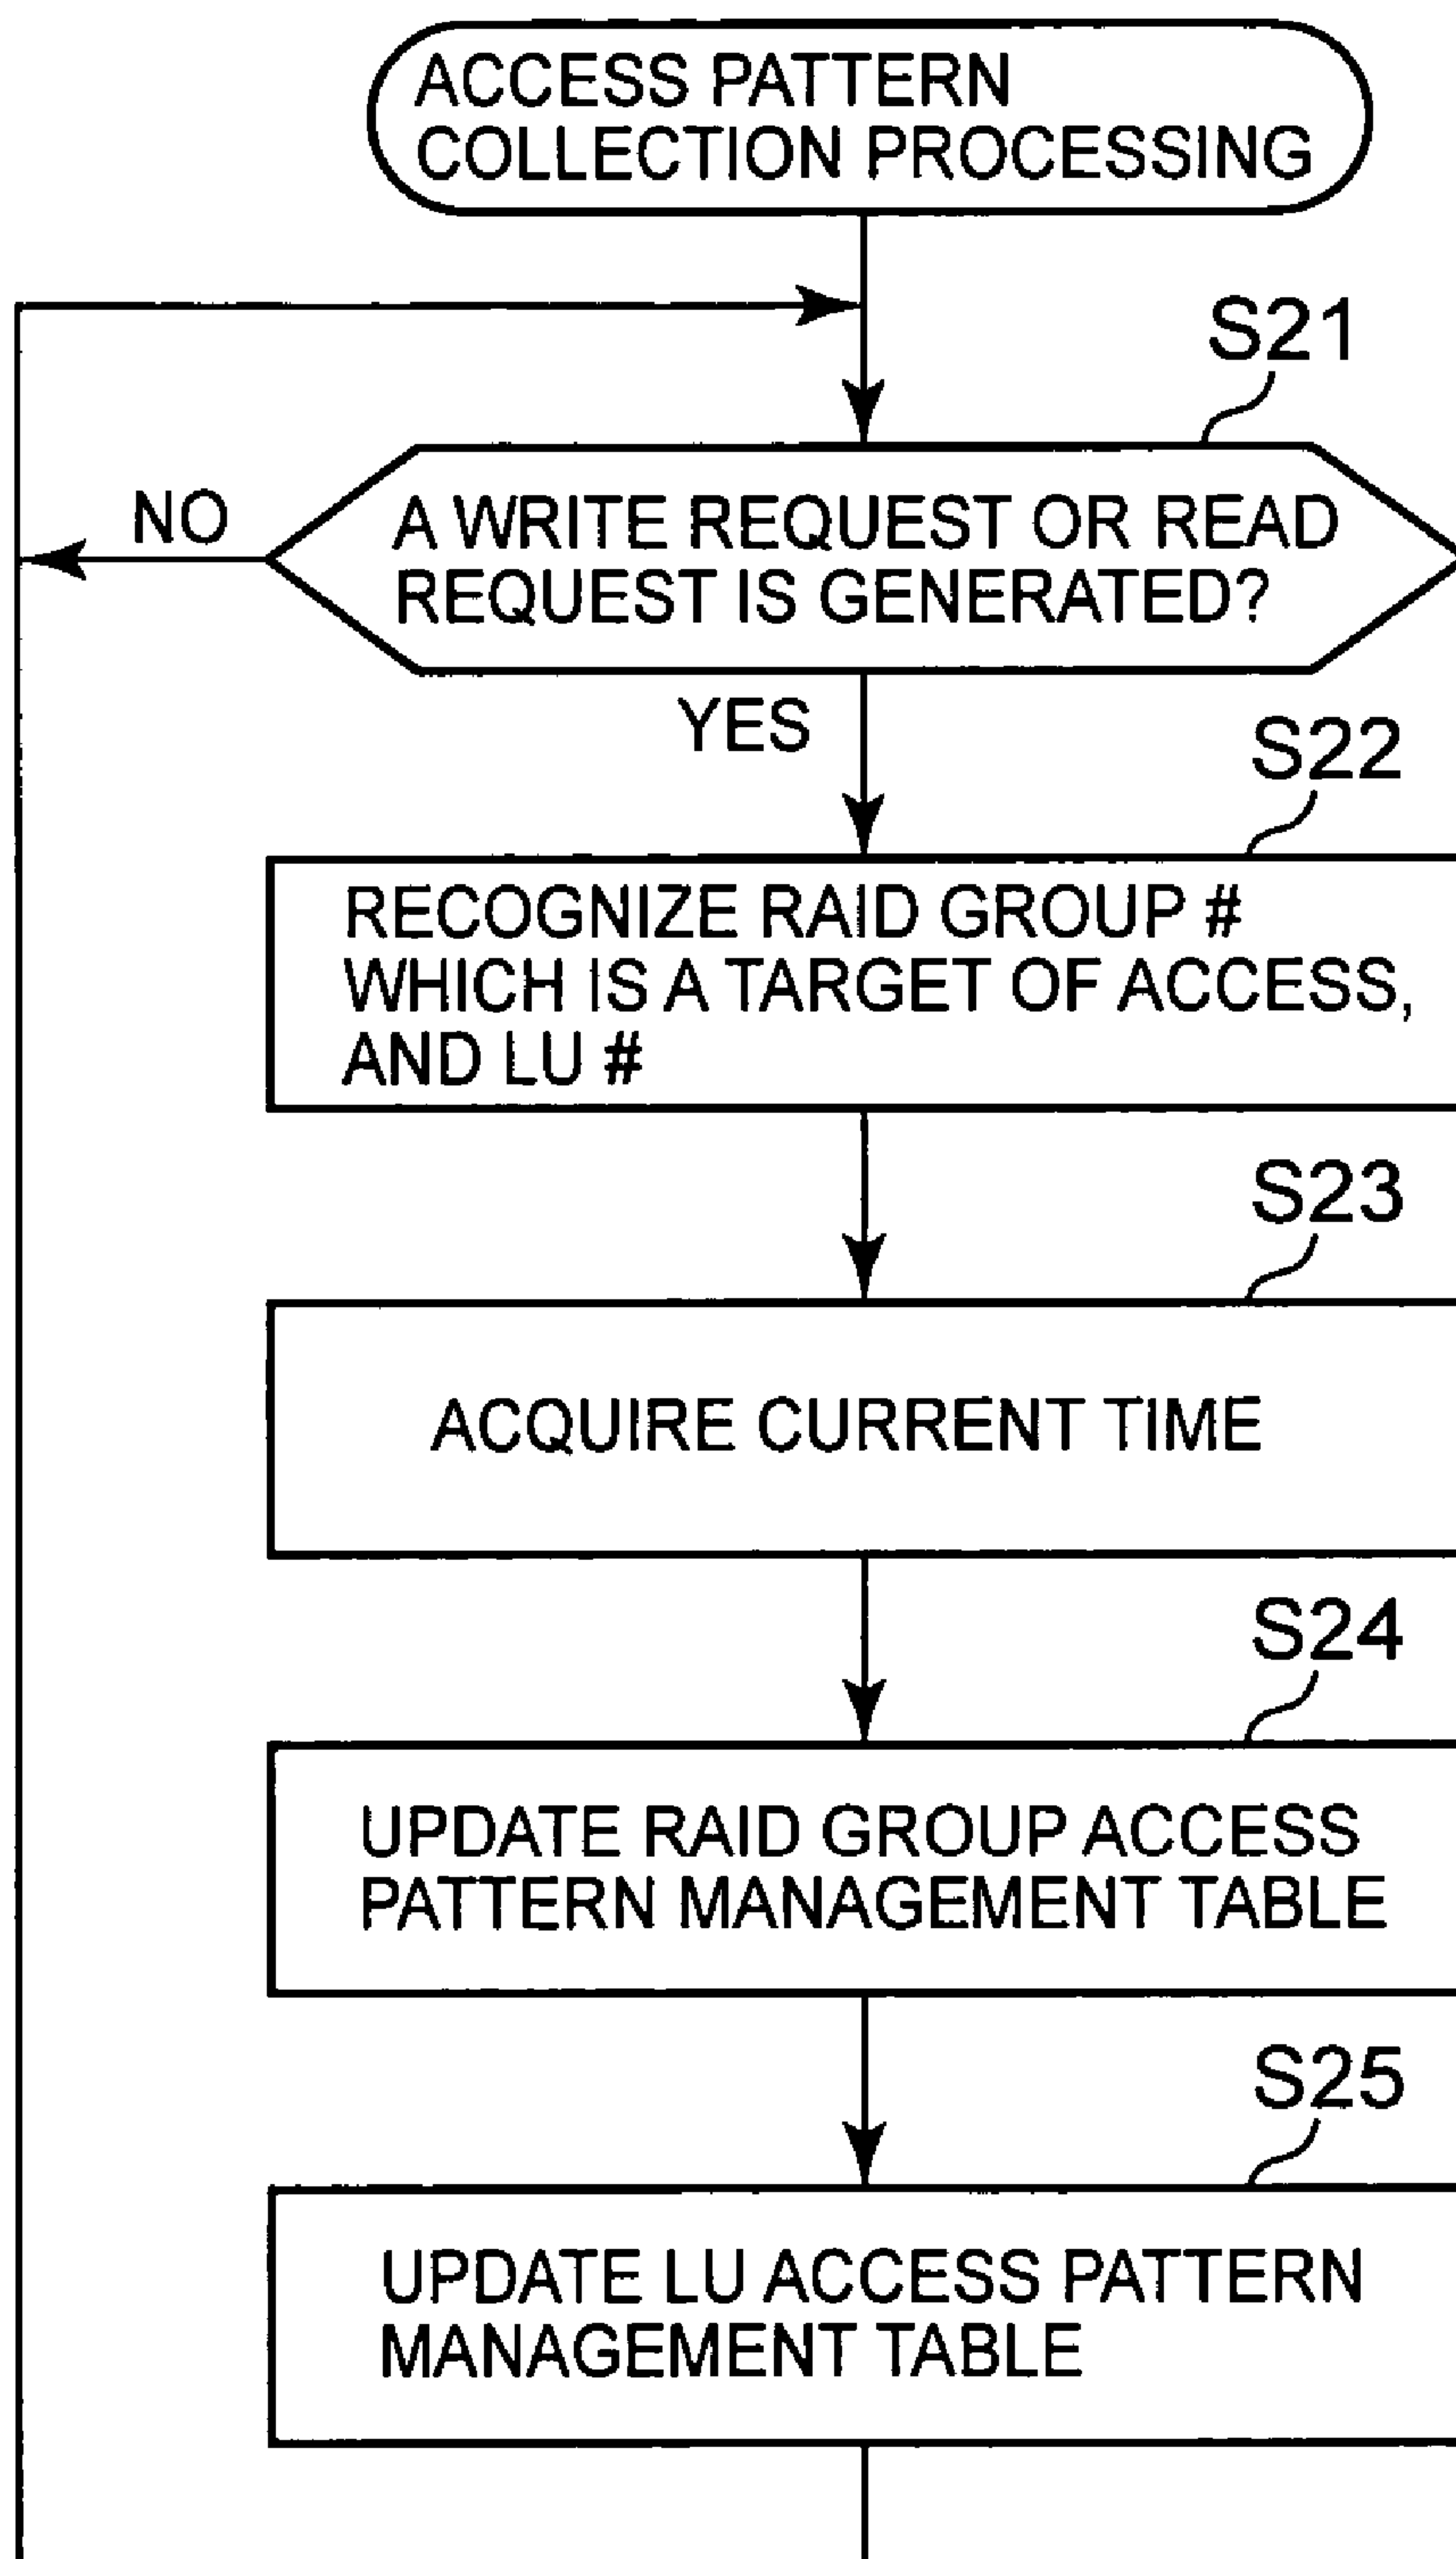 ACCESS PATTERN
COLLECTION PROCESSING
S21
NO
A WRITE REQUEST OR READ
REQUEST IS GENERATED?
YES
S22
RECOGNIZE RAID GROUP #
WHICH IS A TARGET OF ACCESS,
AND LU #
S23
ACQUIRE CURRENT TIME
S24
UPDATE RAID GROUP ACCESS
PATTERN MANAGEMENT TABLE
S25
UPDATE LU ACCESS PATTERN
MANAGEMENT TABLE